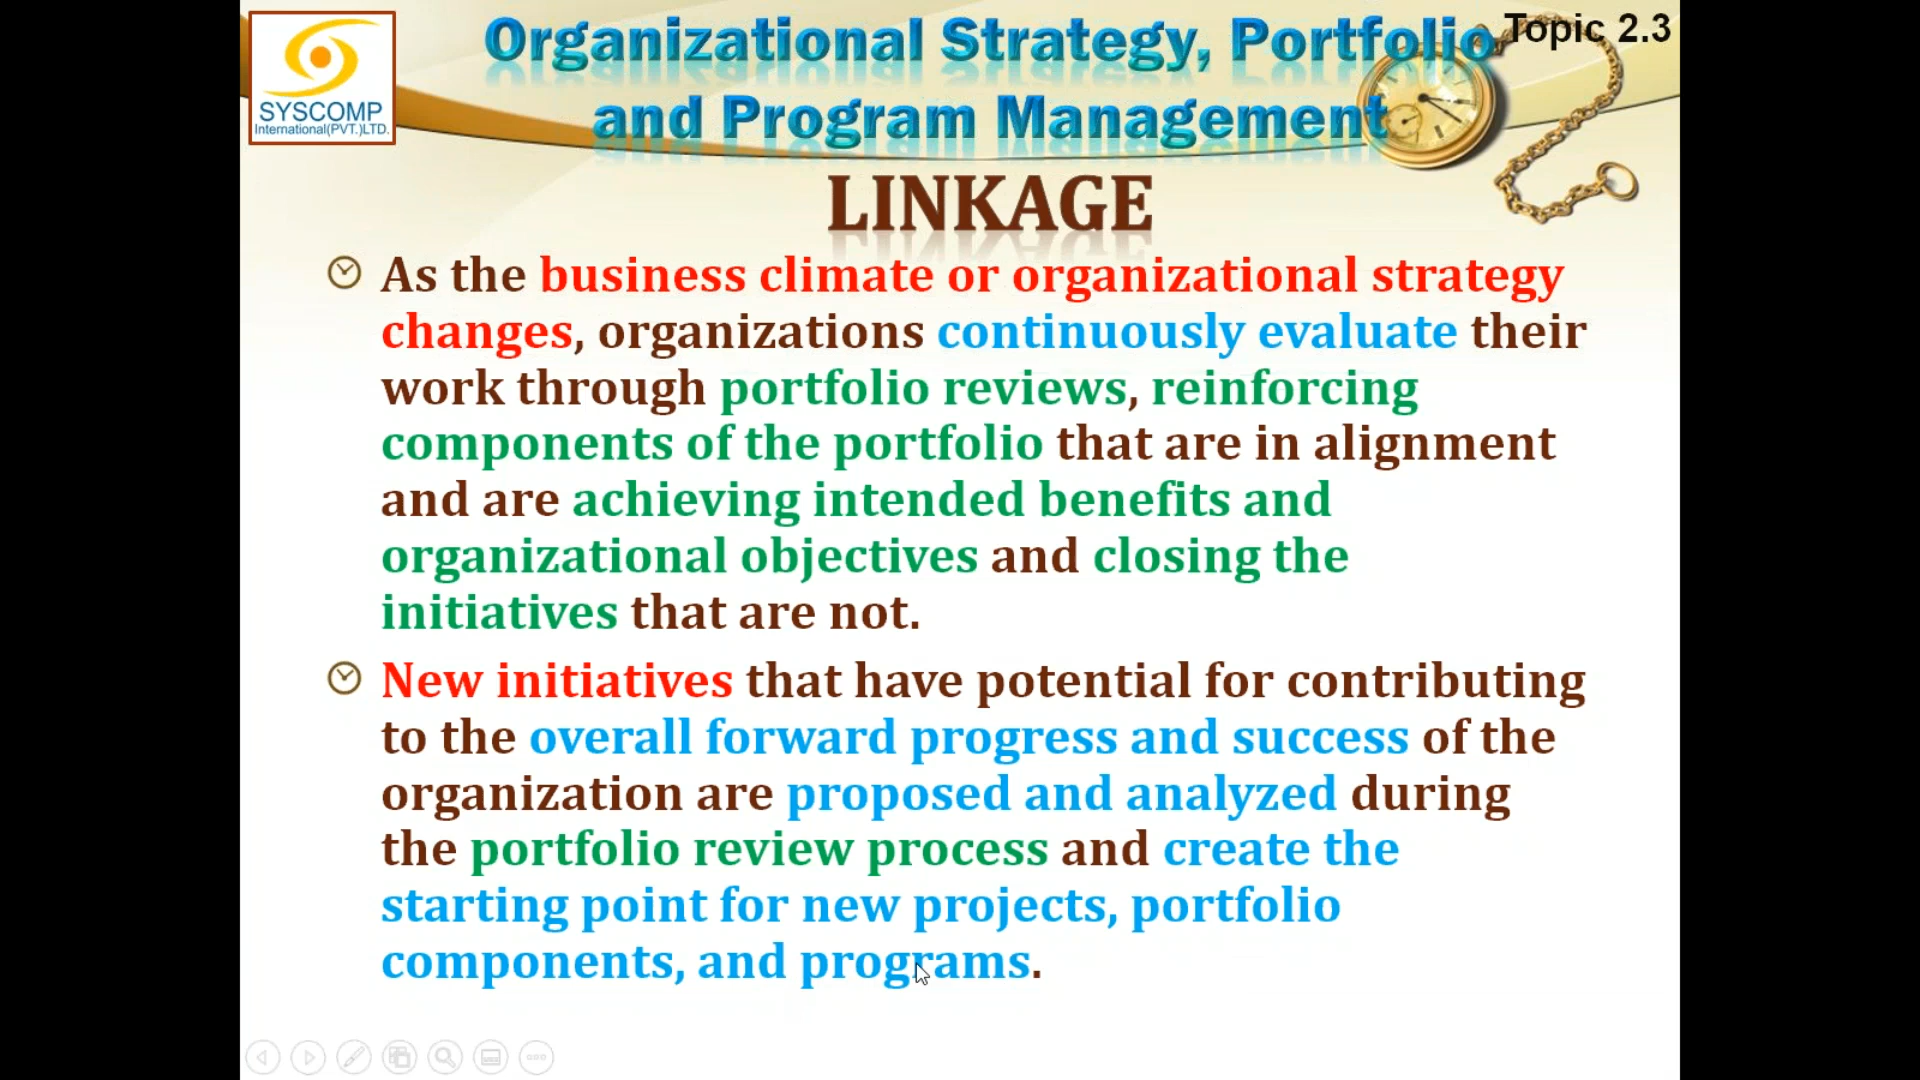 SYSCOMP
International(PVT.)LTD.
Topic 2.3
Organizational Strategy, Portfolio
and Program Management
LINKAGE
As the business climate or organizational strategy
changes, organizations continuously evaluate their
work through portfolio reviews, reinforcing
components of the portfolio that are in alignment
and are achieving intended benefits and
organizational objectives and closing the
initiatives that are not.
New initiatives that have potential for contributing
to the overall forward progress and success of the
organization are proposed and analyzed during
the portfolio review process and create the
starting point for new projects, portfolio
components, and programs.